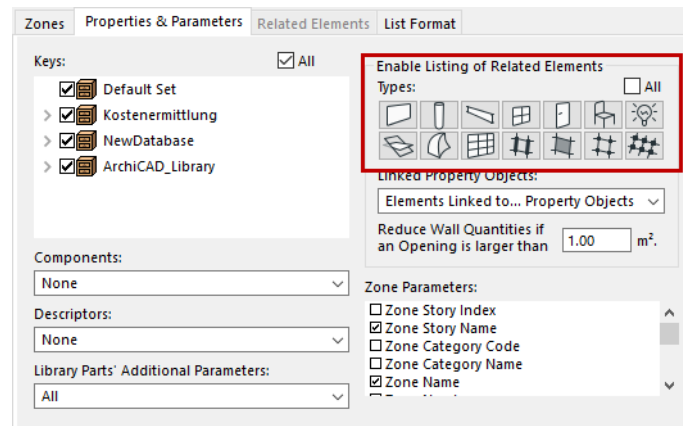 Zones
Properties & Parameters
Related Elements
List Format
Keys:
All
Default Set
Kostenermittlung
NewDatabase
ArchiCAD_Library
Components:
None
Descriptors:
None
Library Parts' Additional Parameters:
All
Enable Listing of Related Elements
Types:
All
Linked Property Objects:
Elements Linked to... Property Objects
Reduce Wall Quantities if
an Opening is larger than
1.00
m².
Zone Parameters:
Zone Story Index
Zone Story Name
Zone Category Code
Zone Category Name
Zone Name